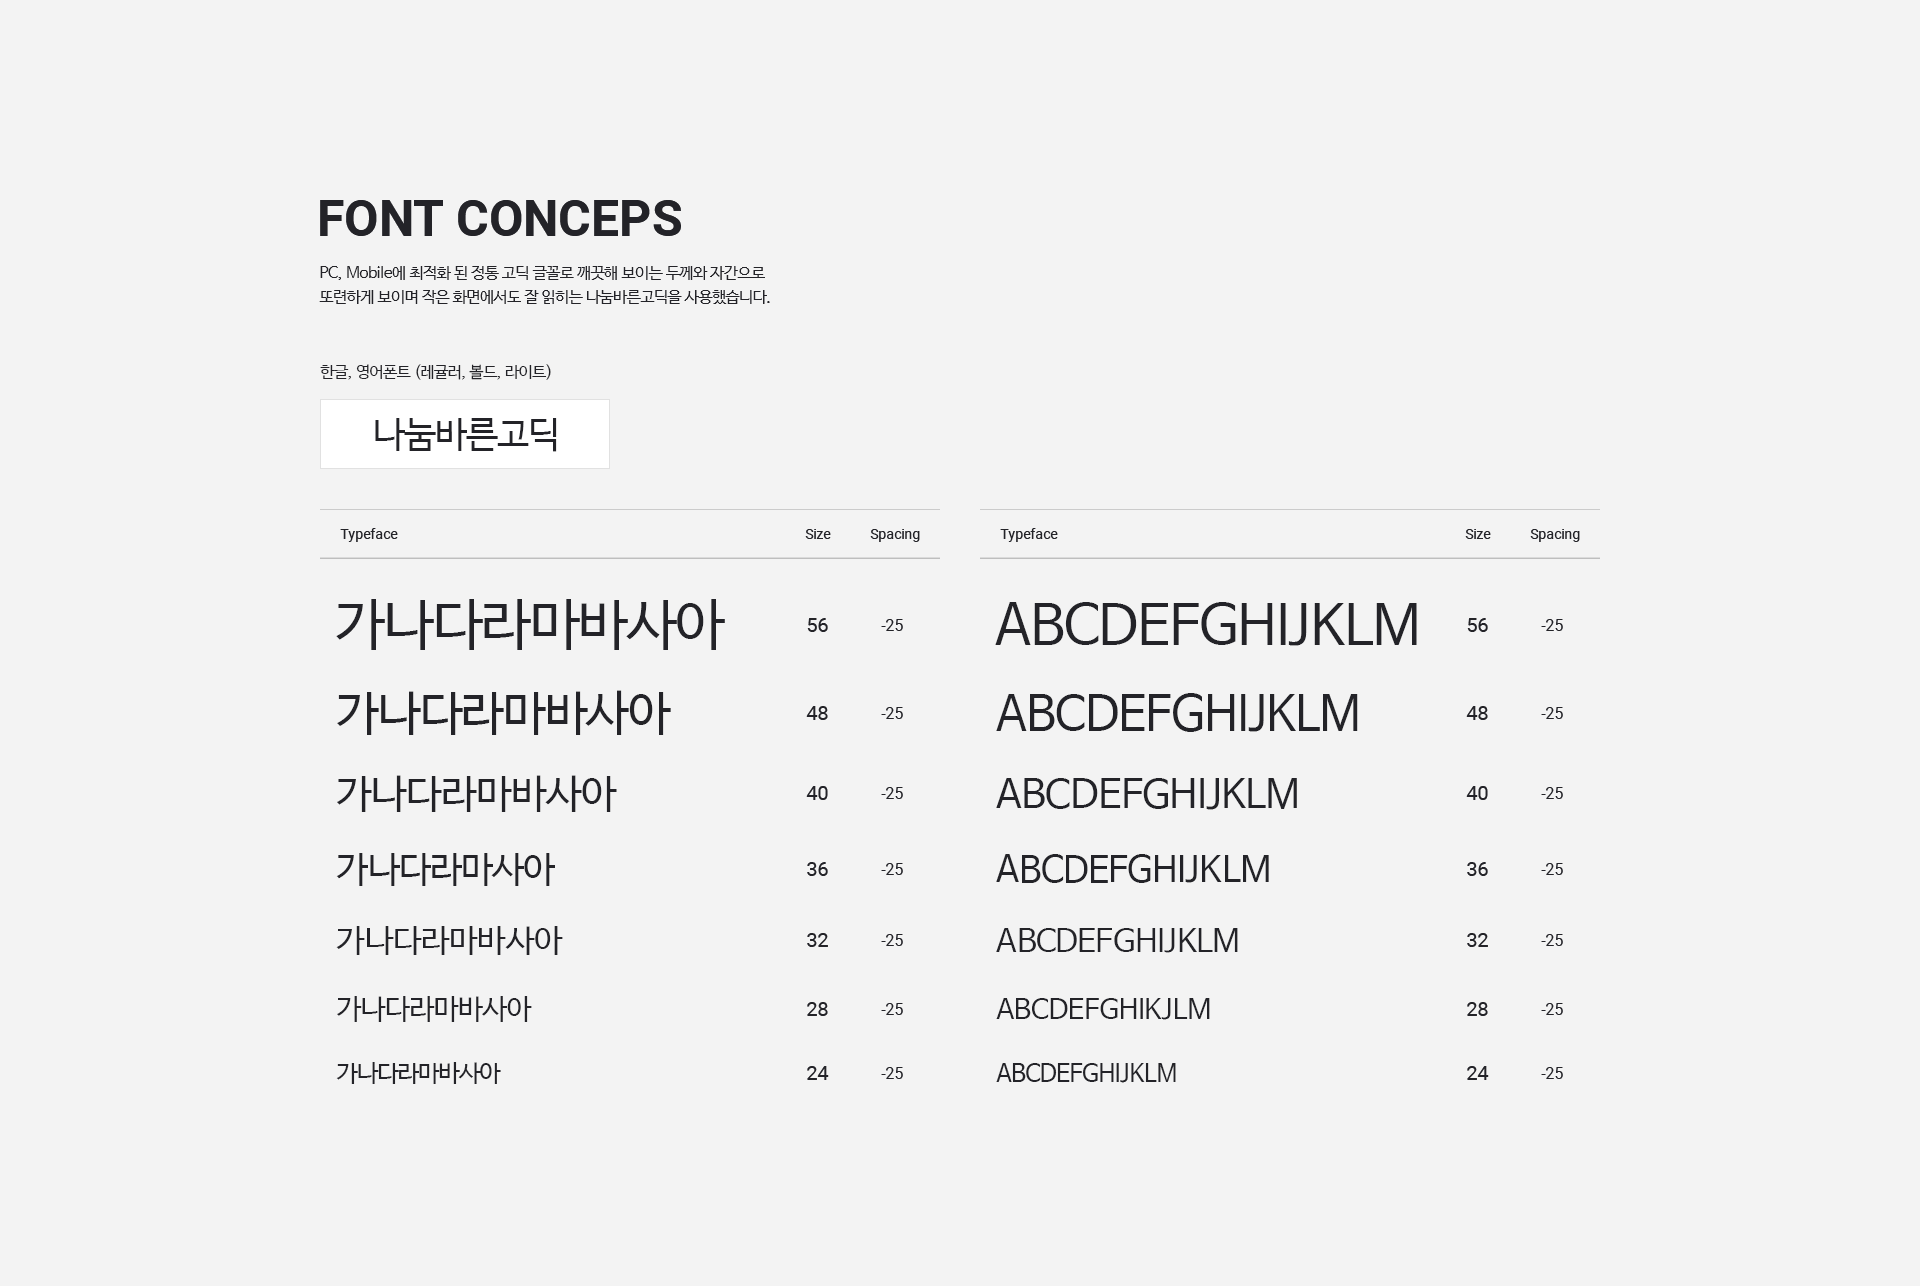 FONT CONCEPS
PC, Mobile에 최적화 된 정통 고딕 글꼴로 깨끗해 보이는 두께와 자간으로
또련하게 보이며 작은 화면에서도 잘 읽히는 나눔바른고딕을 사용했습니다.
한글, 영어폰트 (레귤러, 볼드, 라이트)
나눔바른고딕
Typeface Size Spacing
가나다라마바사아 56 -25
가나다라마바사아 48 -25
가나다라마바사아 40 -25
가나다라마사아 36 -25
가나다라마바사아 32 -25
가나다라마바사아 28 -25
가나다라마바사아 24 -25
Typeface Size Spacing
ABCDEFGHIJKLM 56 -25
ABCDEFGHIJKLM 48 -25
ABCDEFGHIJKLM 40 -25
ABCDEFGHIJKLM 36 -25
ABCDEFGHIJKLM 32 -25
ABCDEFGHIKJLM 28 -25
ABCDEFGHIJKLM 24 -25